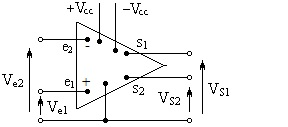 +Vcc -Vcc
e2 - S1
e1 + S2
Ve2 Ve1 VS2 VS1